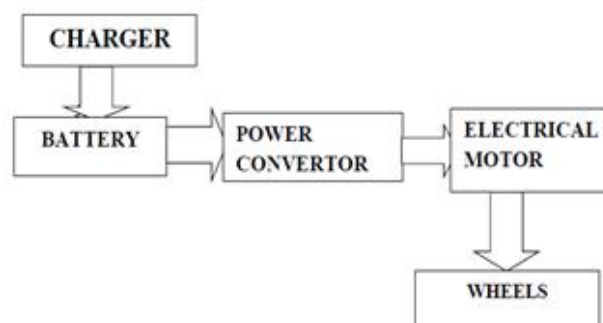 CHARGER
BATTERY
POWER
CONVERTOR
ELECTRICAL
MOTOR
WHEELS